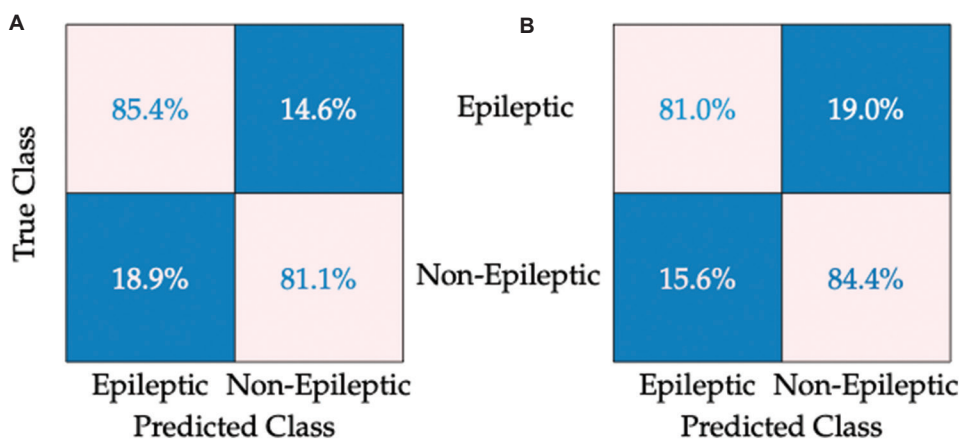 A
B
85.4% 14.6%
Epileptic
81.0% 19.0%
True Class
18.9% 81.1%
Non-Epileptic
15.6% 84.4%
Epileptic Non-Epileptic
Predicted Class
Epileptic Non-Epileptic
Predicted Class